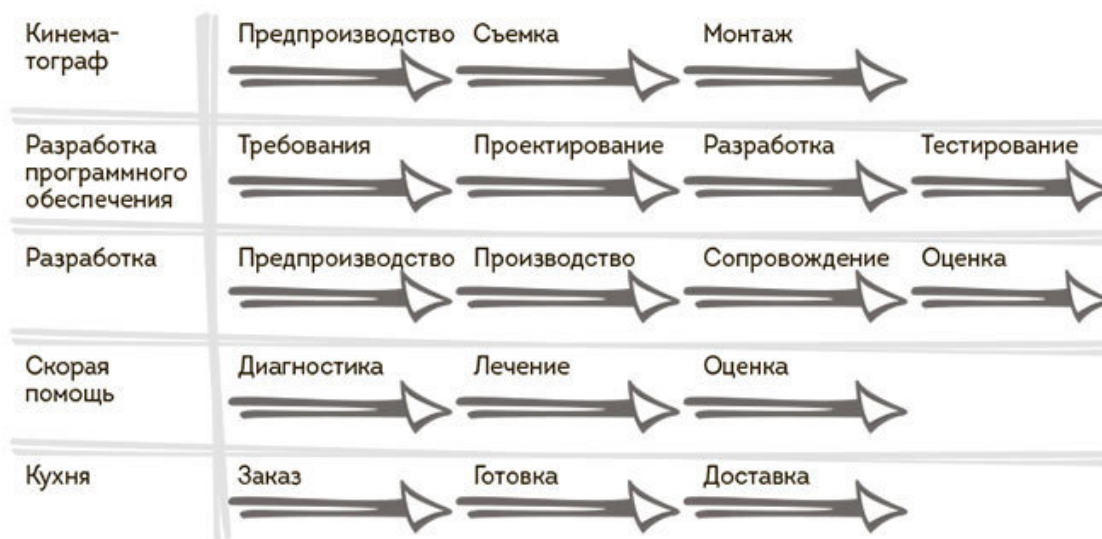 Кинема-
тограф
Предпроизводство Съемка Монтаж
Разработка
программного
обеспечения
Требования Проектирование Разработка Тестирование
Разработка
Предпроизводство Производство Сопровождение Оценка
Скорая
помощь
Диагностика Лечение Оценка
Кухня
Заказ Готовка Доставка